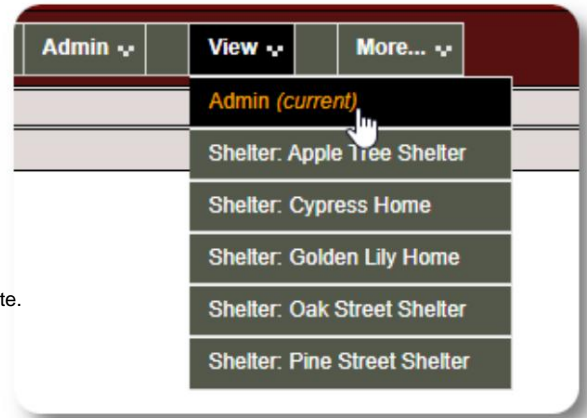 Admin View More...
Admin (current)
Shelter: Apple Tree Shelter
Shelter: Cypress Home
Shelter: Golden Lily Home
te.
Shelter: Oak Street Shelter
Shelter: Pine Street Shelter